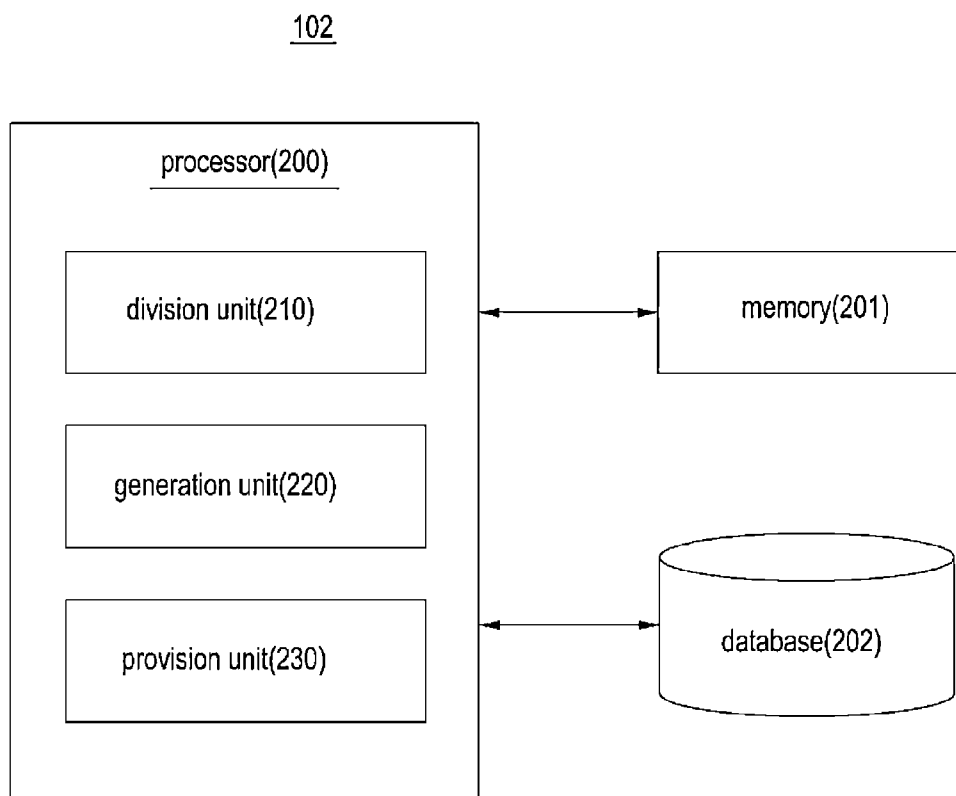 102
processor(200)
division unit(210)
memory(201)
generation unit(220)
provision unit(230)
database(202)